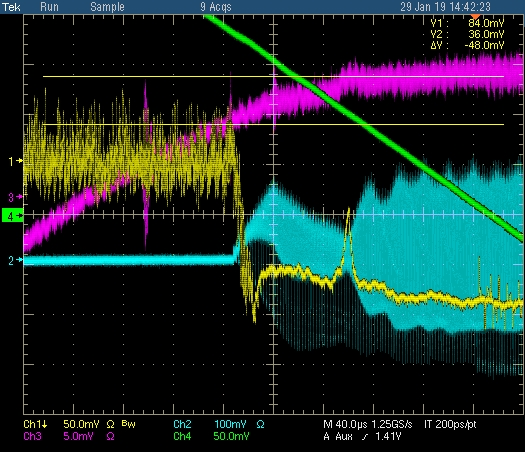 Tek Run Sample 9 Acqs 29 Jan 19 14:42:23
V1 : 84.0mV
V2 : 36.0mV
ΔV : -48.0mV
1
3
4
2
Ch1↓ 50.0mV Ω Bw Ch2 100mV Ω M 40.0µs 1.25GS/s IT 200ps/pt
Ch3 5.0mV Ω Ch4 50.0mV A Aux ∕ 1.41V